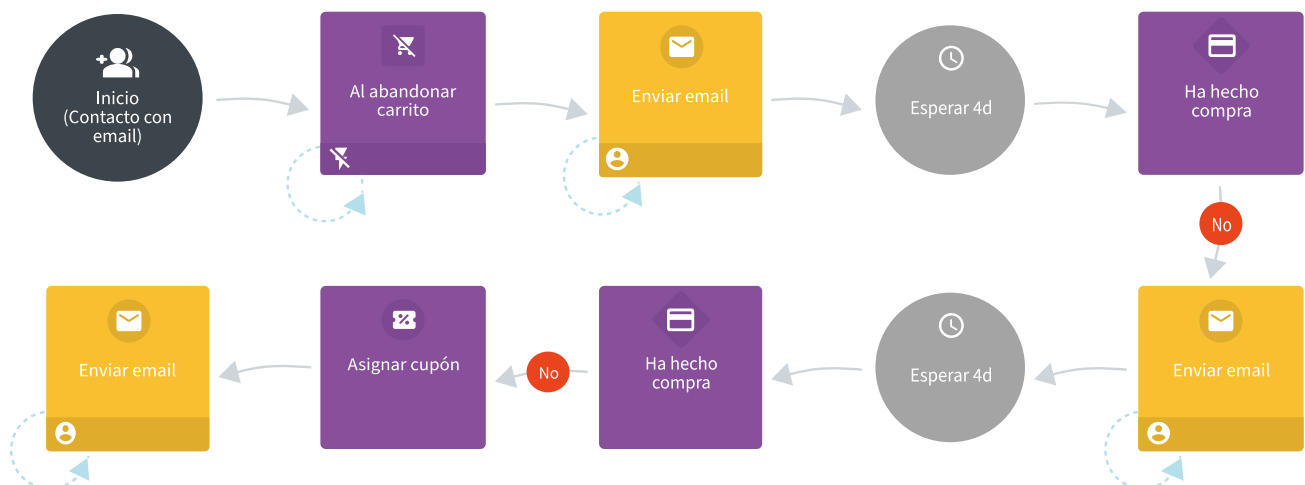 Inicio
(Contacto con
email)
Al abandonar
carrito
Enviar email
Esperar 4d
Ha hecho
compra
No
Enviar email
Esperar 4d
Ha hecho
compra
No
Asignar cupón
Enviar email